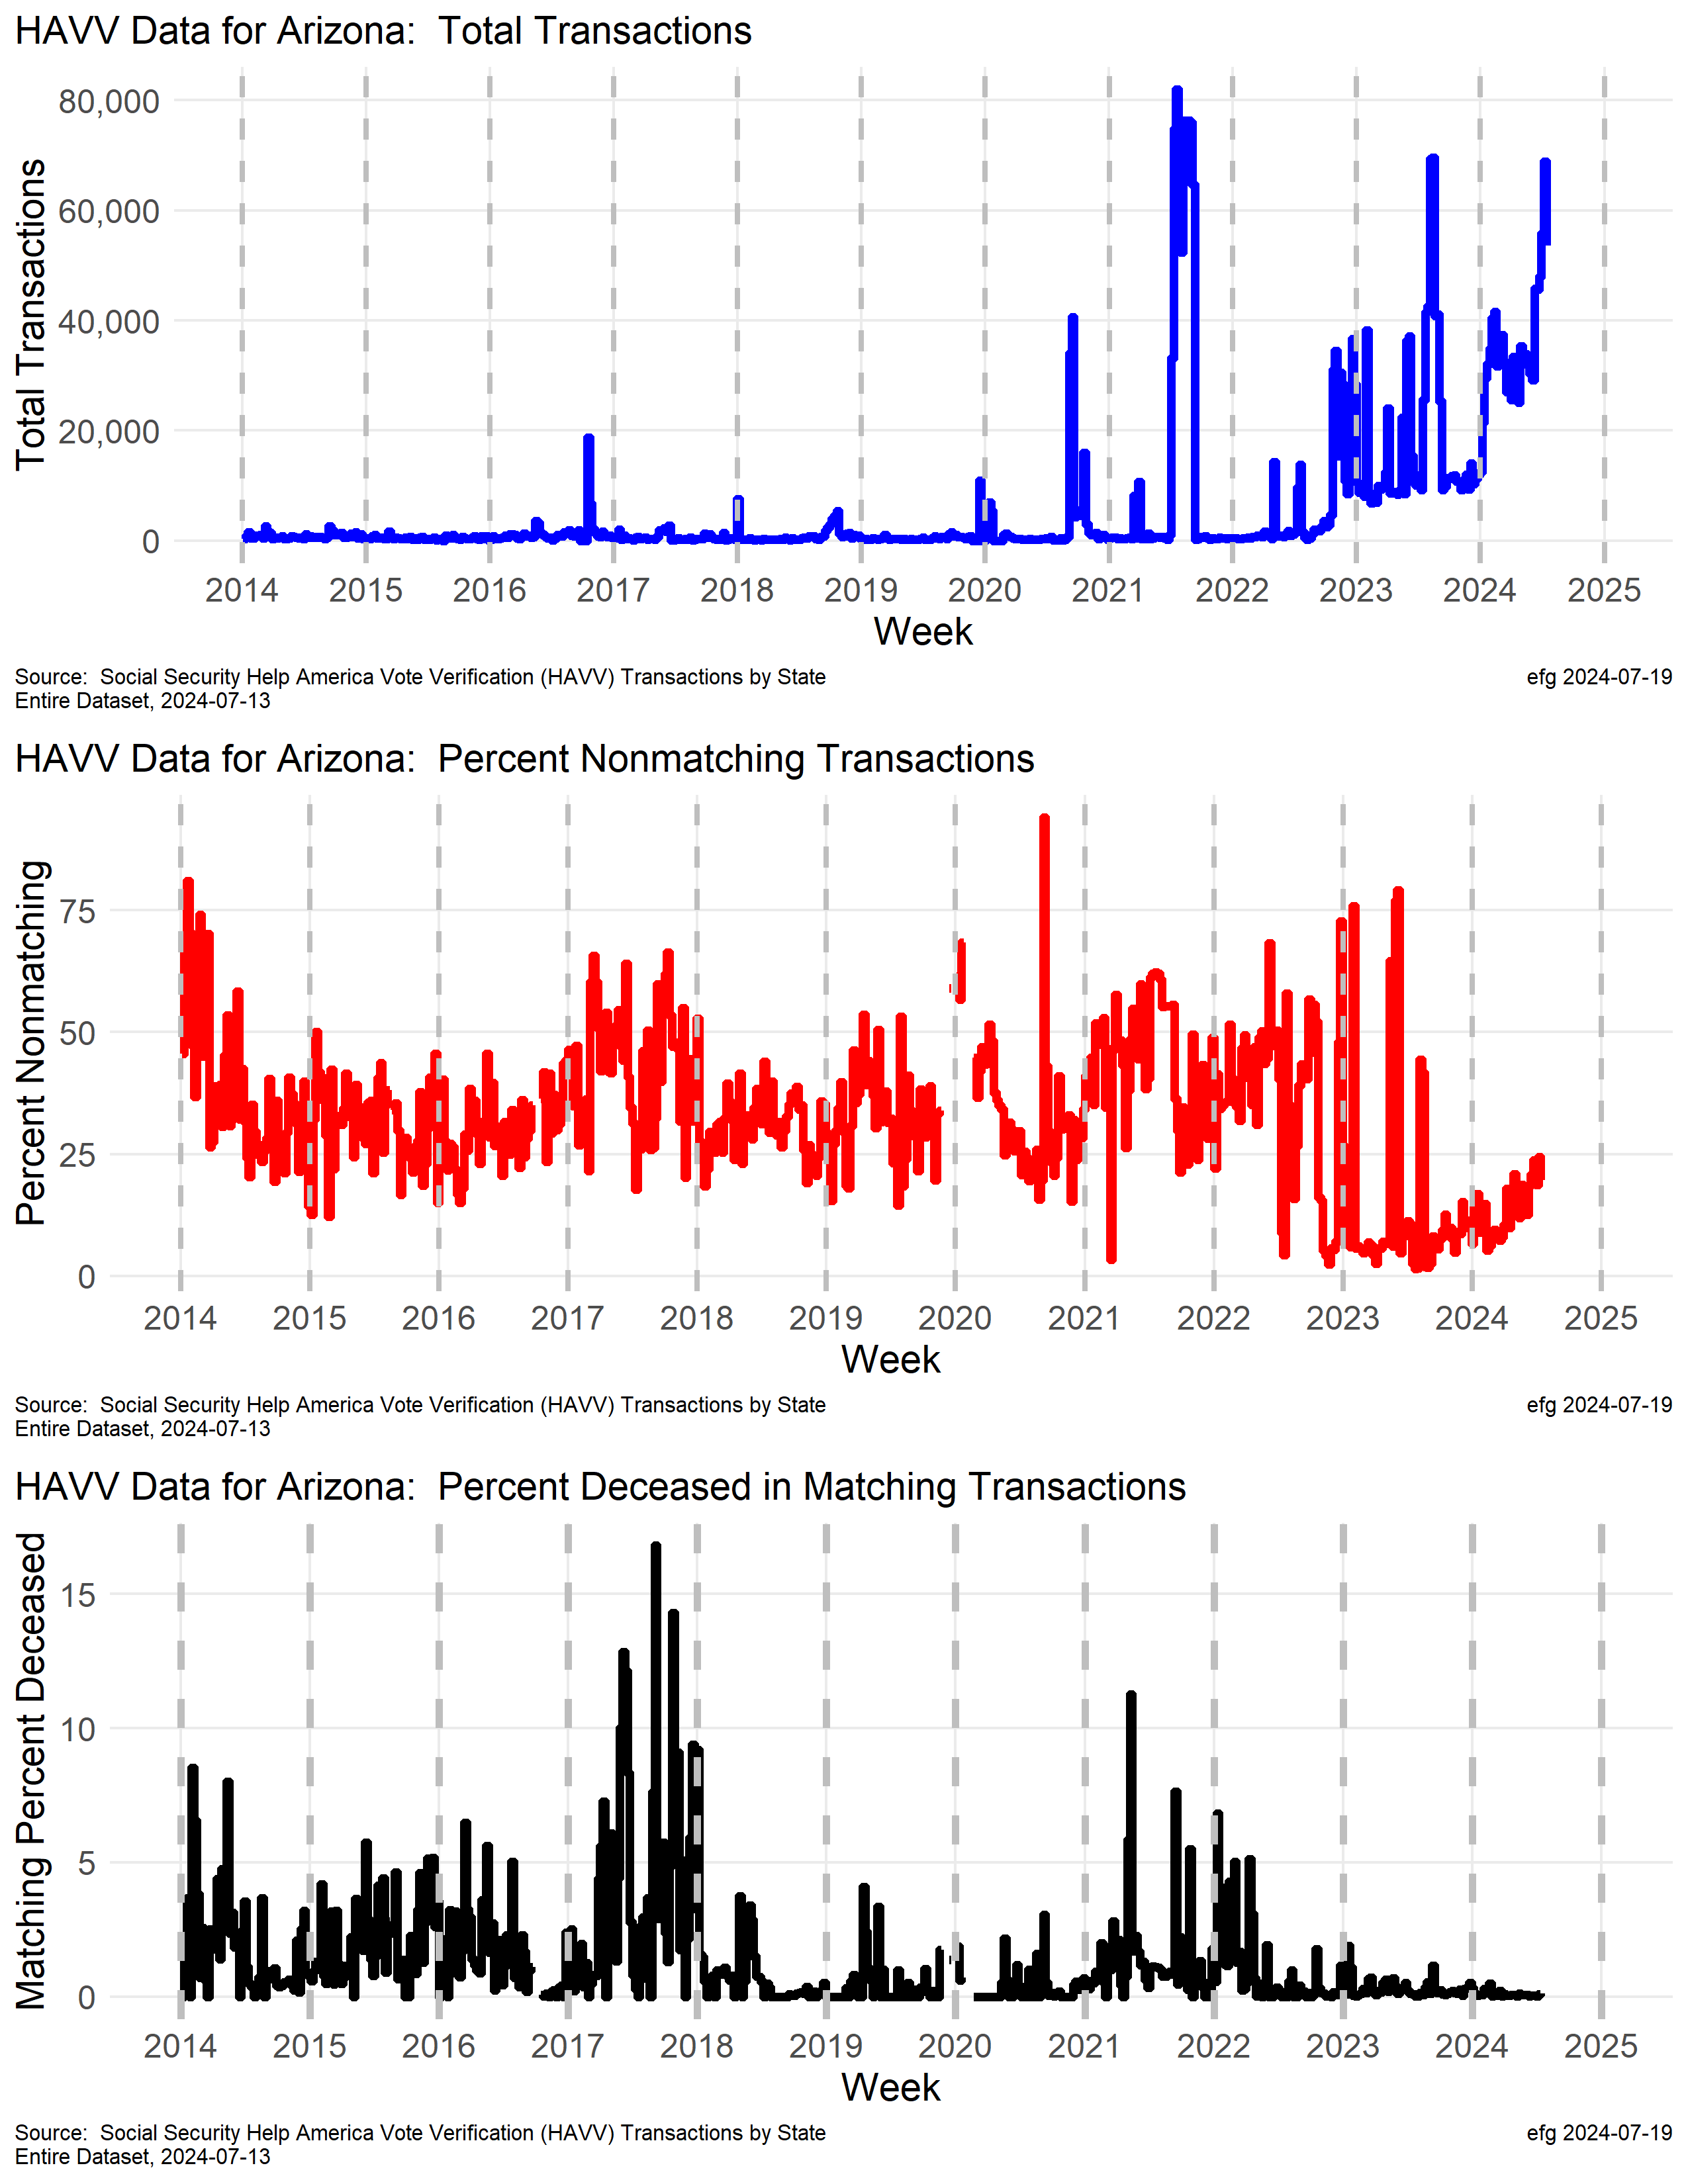 HAVV Data for Arizona:  Total Transactions
Total Transactions
80,000
60,000
40,000
20,000
0
2014 2015 2016 2017 2018 2019 2020 2021 2022 2023 2024 2025
Week
Source:  Social Security Help America Vote Verification (HAVV) Transactions by State
Entire Dataset, 2024-07-13
efg 2024-07-19
HAVV Data for Arizona:  Percent Nonmatching Transactions
Percent Nonmatching
75
50
25
0
2014 2015 2016 2017 2018 2019 2020 2021 2022 2023 2024 2025
Week
Source:  Social Security Help America Vote Verification (HAVV) Transactions by State
Entire Dataset, 2024-07-13
efg 2024-07-19
HAVV Data for Arizona:  Percent Deceased in Matching Transactions
Matching Percent Deceased
15
10
5
0
2014 2015 2016 2017 2018 2019 2020 2021 2022 2023 2024 2025
Week
Source:  Social Security Help America Vote Verification (HAVV) Transactions by State
Entire Dataset, 2024-07-13
efg 2024-07-19